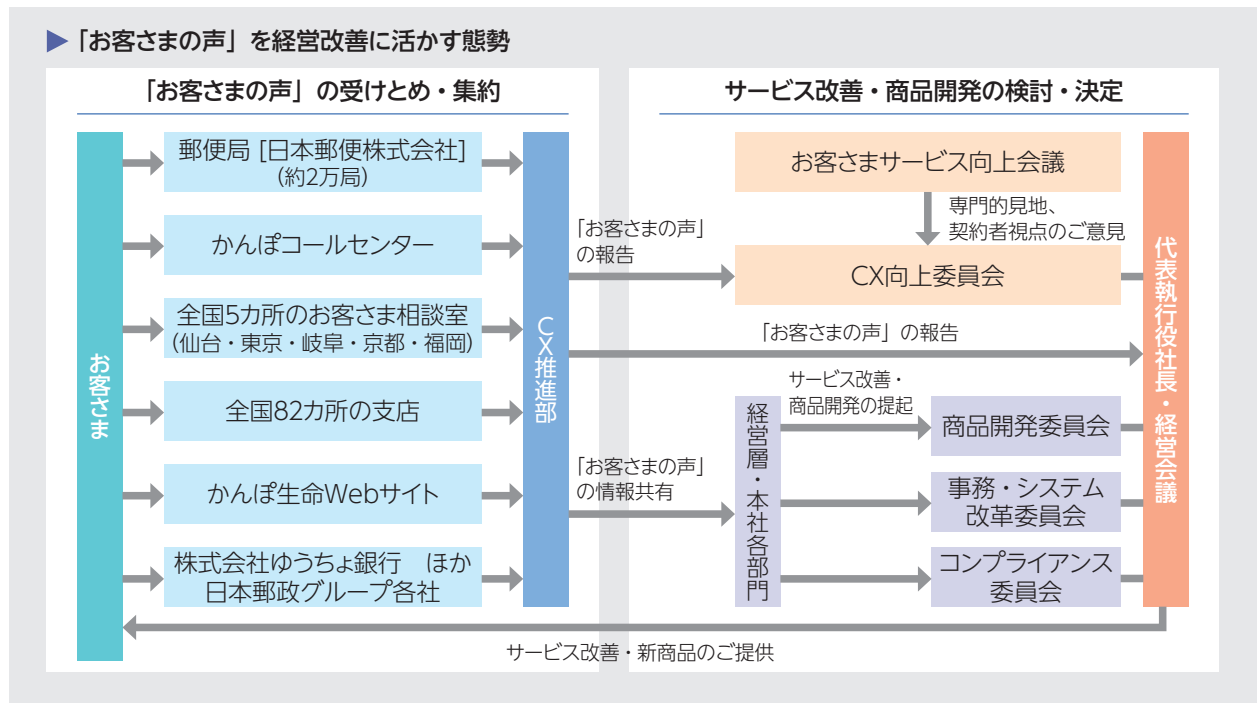 ▶「お客さまの声」を経営改善に活かす態勢
「お客さまの声」の受けとめ・集約
お客さま
郵便局 [日本郵便株式会社]
(約2万局)
かんぽコールセンター
全国5カ所のお客さま相談室
(仙台・東京・岐阜・京都・福岡)
全国82カ所の支店
かんぽ生命Webサイト
株式会社ゆうちょ銀行　ほか
日本郵政グループ各社
CX推進部
「お客さまの声」
の報告
「お客さまの声」
の情報共有
サービス改善・商品開発の検討・決定
お客さまサービス向上会議
専門的見地、
契約者視点のご意見
CX向上委員会
「お客さまの声」の報告
経営層・本社各部門
サービス改善・
商品開発の提起
商品開発委員会
事務・システム
改革委員会
コンプライアンス
委員会
代表執行役社長・経営会議
サービス改善・新商品のご提供